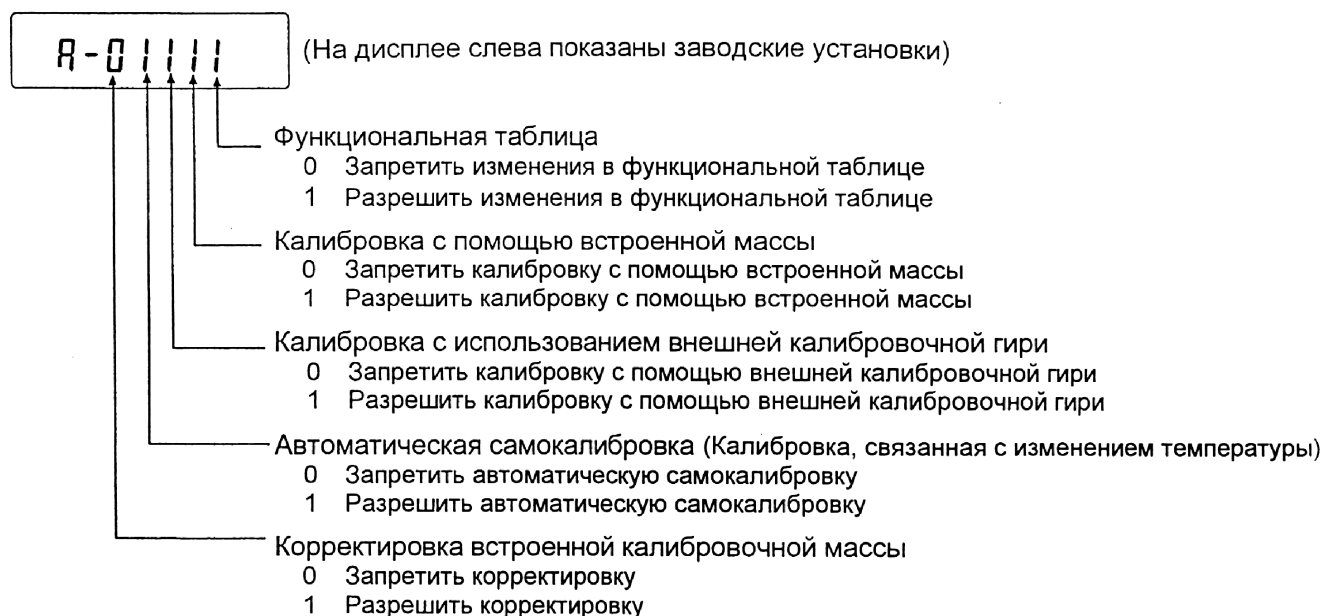 A-01111
(На дисплее слева показаны заводские установки)
Функциональная таблица
0 Запретить изменения в функциональной таблице
1 Разрешить изменения в функциональной таблице
Калибровка с помощью встроенной массы
0 Запретить калибровку с помощью встроенной массы
1 Разрешить калибровку с помощью встроенной массы
Калибровка с использованием внешней калибровочной гири
0 Запретить калибровку с помощью внешней калибровочной гири
1 Разрешить калибровку с помощью внешней калибровочной гири
Автоматическая самокалибровка (Калибровка, связанная с изменением температуры)
0 Запретить автоматическую самокалибровку
1 Разрешить автоматическую самокалибровку
Корректировка встроенной калибровочной массы
0 Запретить корректировку
1 Разрешить корректировку